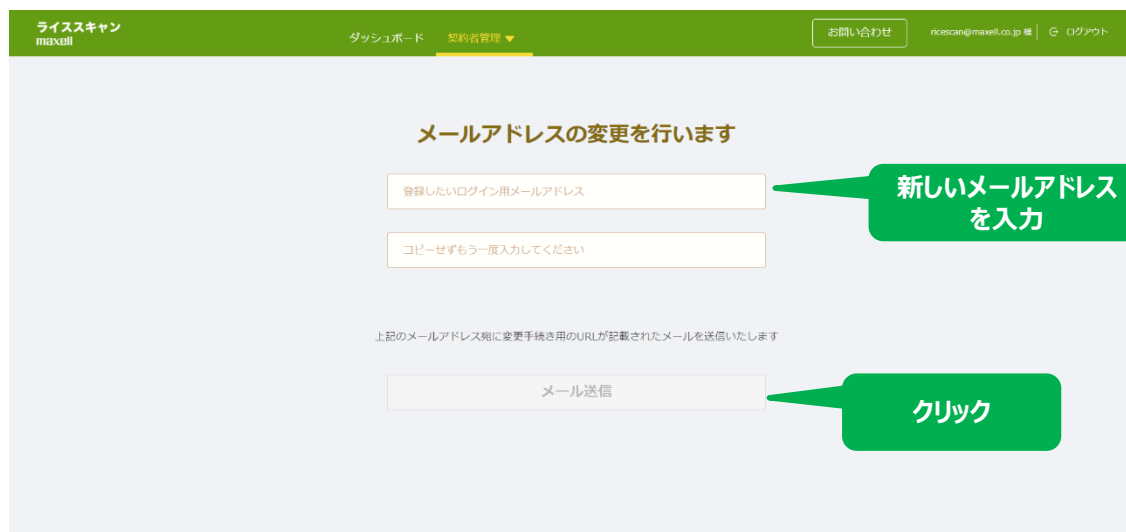 ライススキャン
maxell
ダッシュボード 契約者管理 ▼
お問い合わせ
ricescan@maxell.co.jp 様
ログアウト
メールアドレスの変更を行います
登録したいログイン用メールアドレス
新しいメールアドレス
を入力
コピーせずもう一度入力してください
上記のメールアドレス宛に変更手続き用のURLが記載されたメールを送信いたします
メール送信
クリック